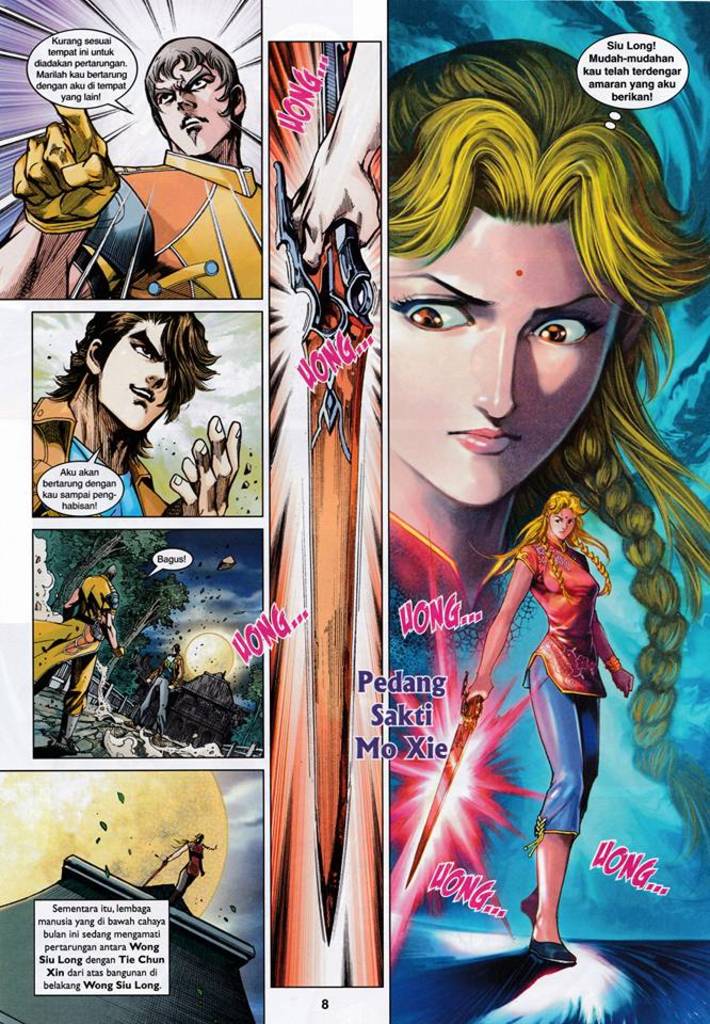 Kurang sesuai
tempat ini untuk
diadakan pertarungan.
Marilah kau bertarung
dengan aku di tempat
yang lain!
Aku akan
bertarung dengan
kau sampai peng-
habisan!
Bagus!
Sementara itu, lembaga
manusia yang di bawah cahaya
bulan ini sedang mengamati
pertarungan antara Wong
Siu Long dengan Tie Chun
Xin dari atas bangunan di
belakang Wong Siu Long.
HONG...
HONG...
HONG...
Siu Long!
Mudah-mudahan
kau telah terdengar
amaran yang aku
berikan!
HONG...
Pedang
Sakti
Mo Xie
HONG...
HONG...
8